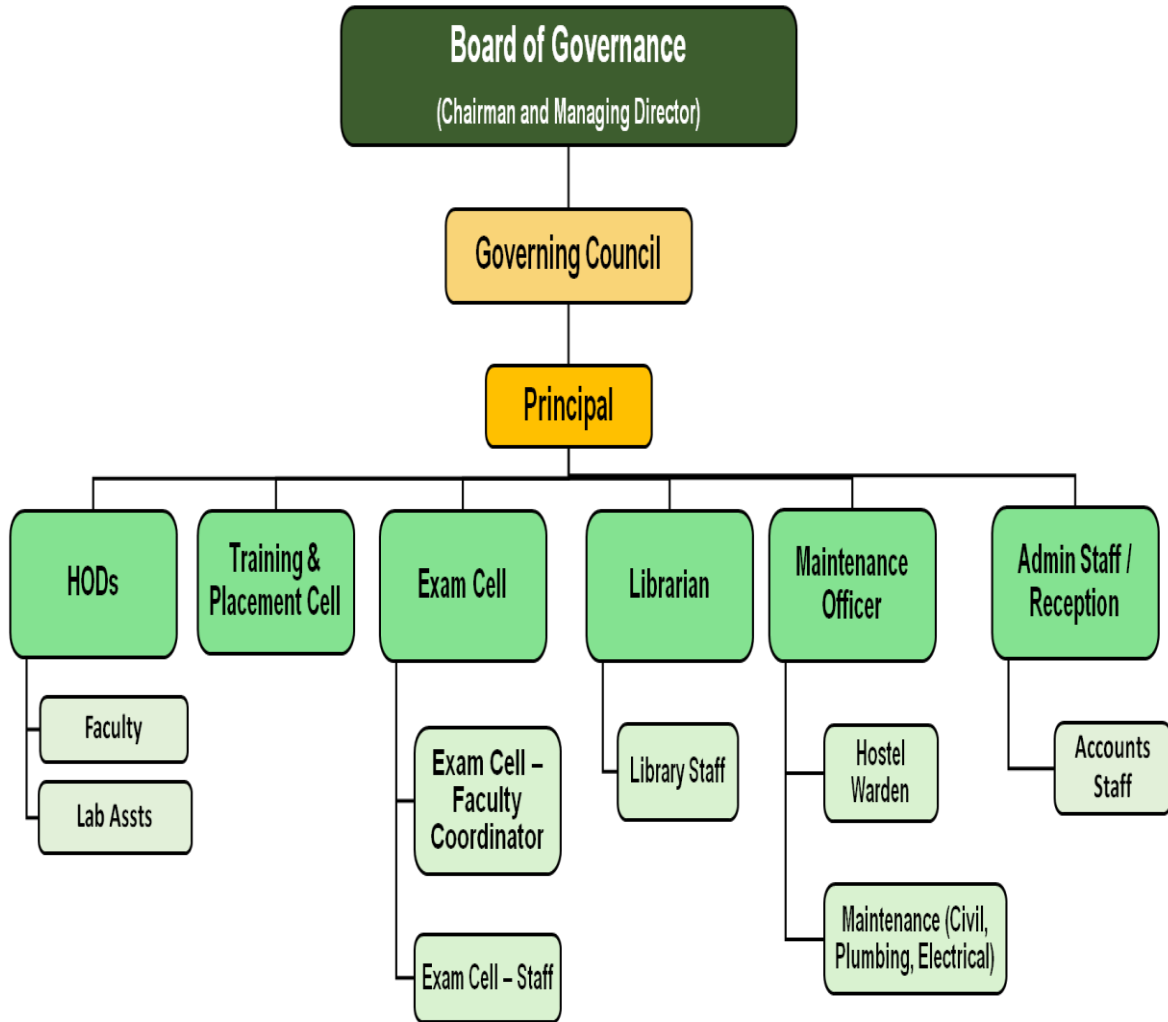 Board of Governance
(Chairman and Managing Director)
Governing Council
Principal
HODs
Training &
Placement Cell
Exam Cell
Librarian
Maintenance
Officer
Admin Staff /
Reception
Faculty
Lab Assts
Exam Cell –
Faculty
Coordinator
Exam Cell – Staff
Library Staff
Hostel
Warden
Maintenance (Civil,
Plumbing, Electrical)
Accounts
Staff